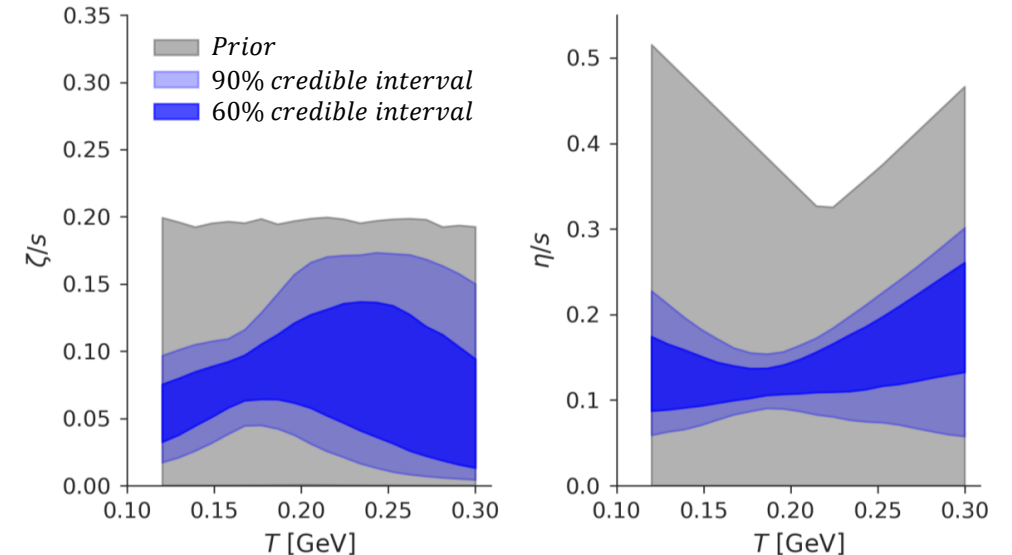 0.35
0.30
0.25
0.20
0.15
0.10
0.05
0.00
ζ/s
Prior
90% credible interval
60% credible interval
0.10 0.15 0.20 0.25 0.30
T [GeV]
0.5
0.4
0.3
0.2
0.1
0.0
η/s
0.10 0.15 0.20 0.25 0.30
T [GeV]